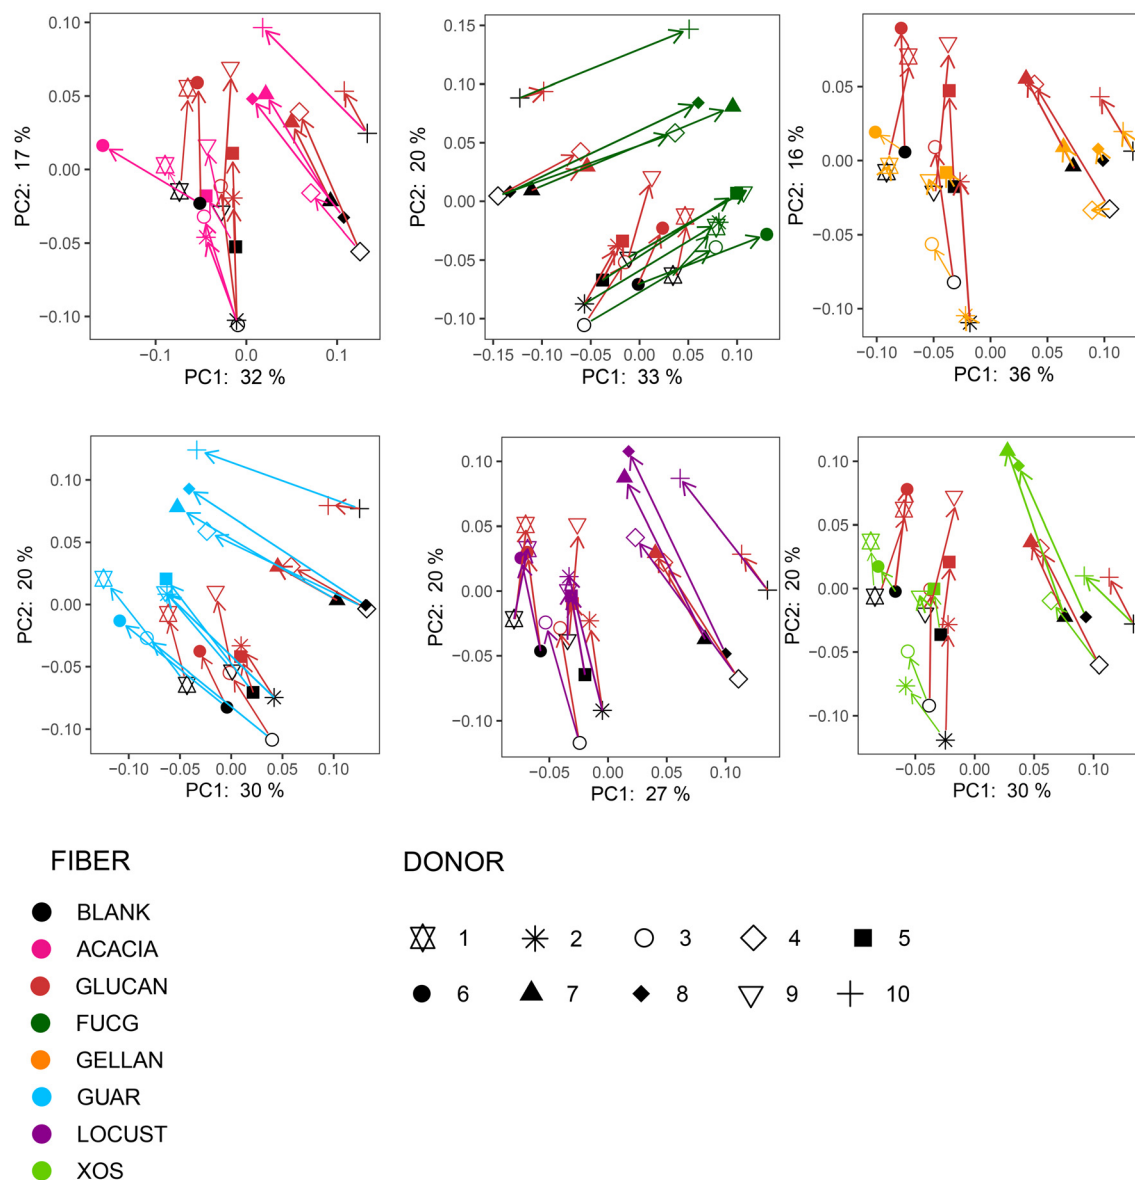 0.10
0.05
0.00
−0.05
−0.10
PC2: 17 %
−0.1 0.0 0.1
PC1: 32 %
0.15
0.10
0.05
0.00
−0.05
−0.10
PC2: 20 %
−0.15 −0.10 −0.05 0.00 0.05 0.10
PC1: 33 %
0.05
0.00
−0.05
−0.10
PC2: 16 %
−0.10 −0.05 0.00 0.05 0.10
PC1: 36 %
0.10
0.05
0.00
−0.05
−0.10
PC2: 20 %
−0.10 −0.05 0.00 0.05 0.10
PC1: 30 %
0.10
0.05
0.00
−0.05
−0.10
PC2: 20 %
−0.05 0.00 0.05 0.10
PC1: 27 %
0.10
0.05
0.00
−0.05
−0.10
PC2: 20 %
−0.05 0.00 0.05 0.10
PC1: 30 %
FIBER
BLANK
ACACIA
GLUCAN
FUCG
GELLAN
GUAR
LOCUST
XOS
DONOR
1 2 3 4 5
6 7 8 9 10